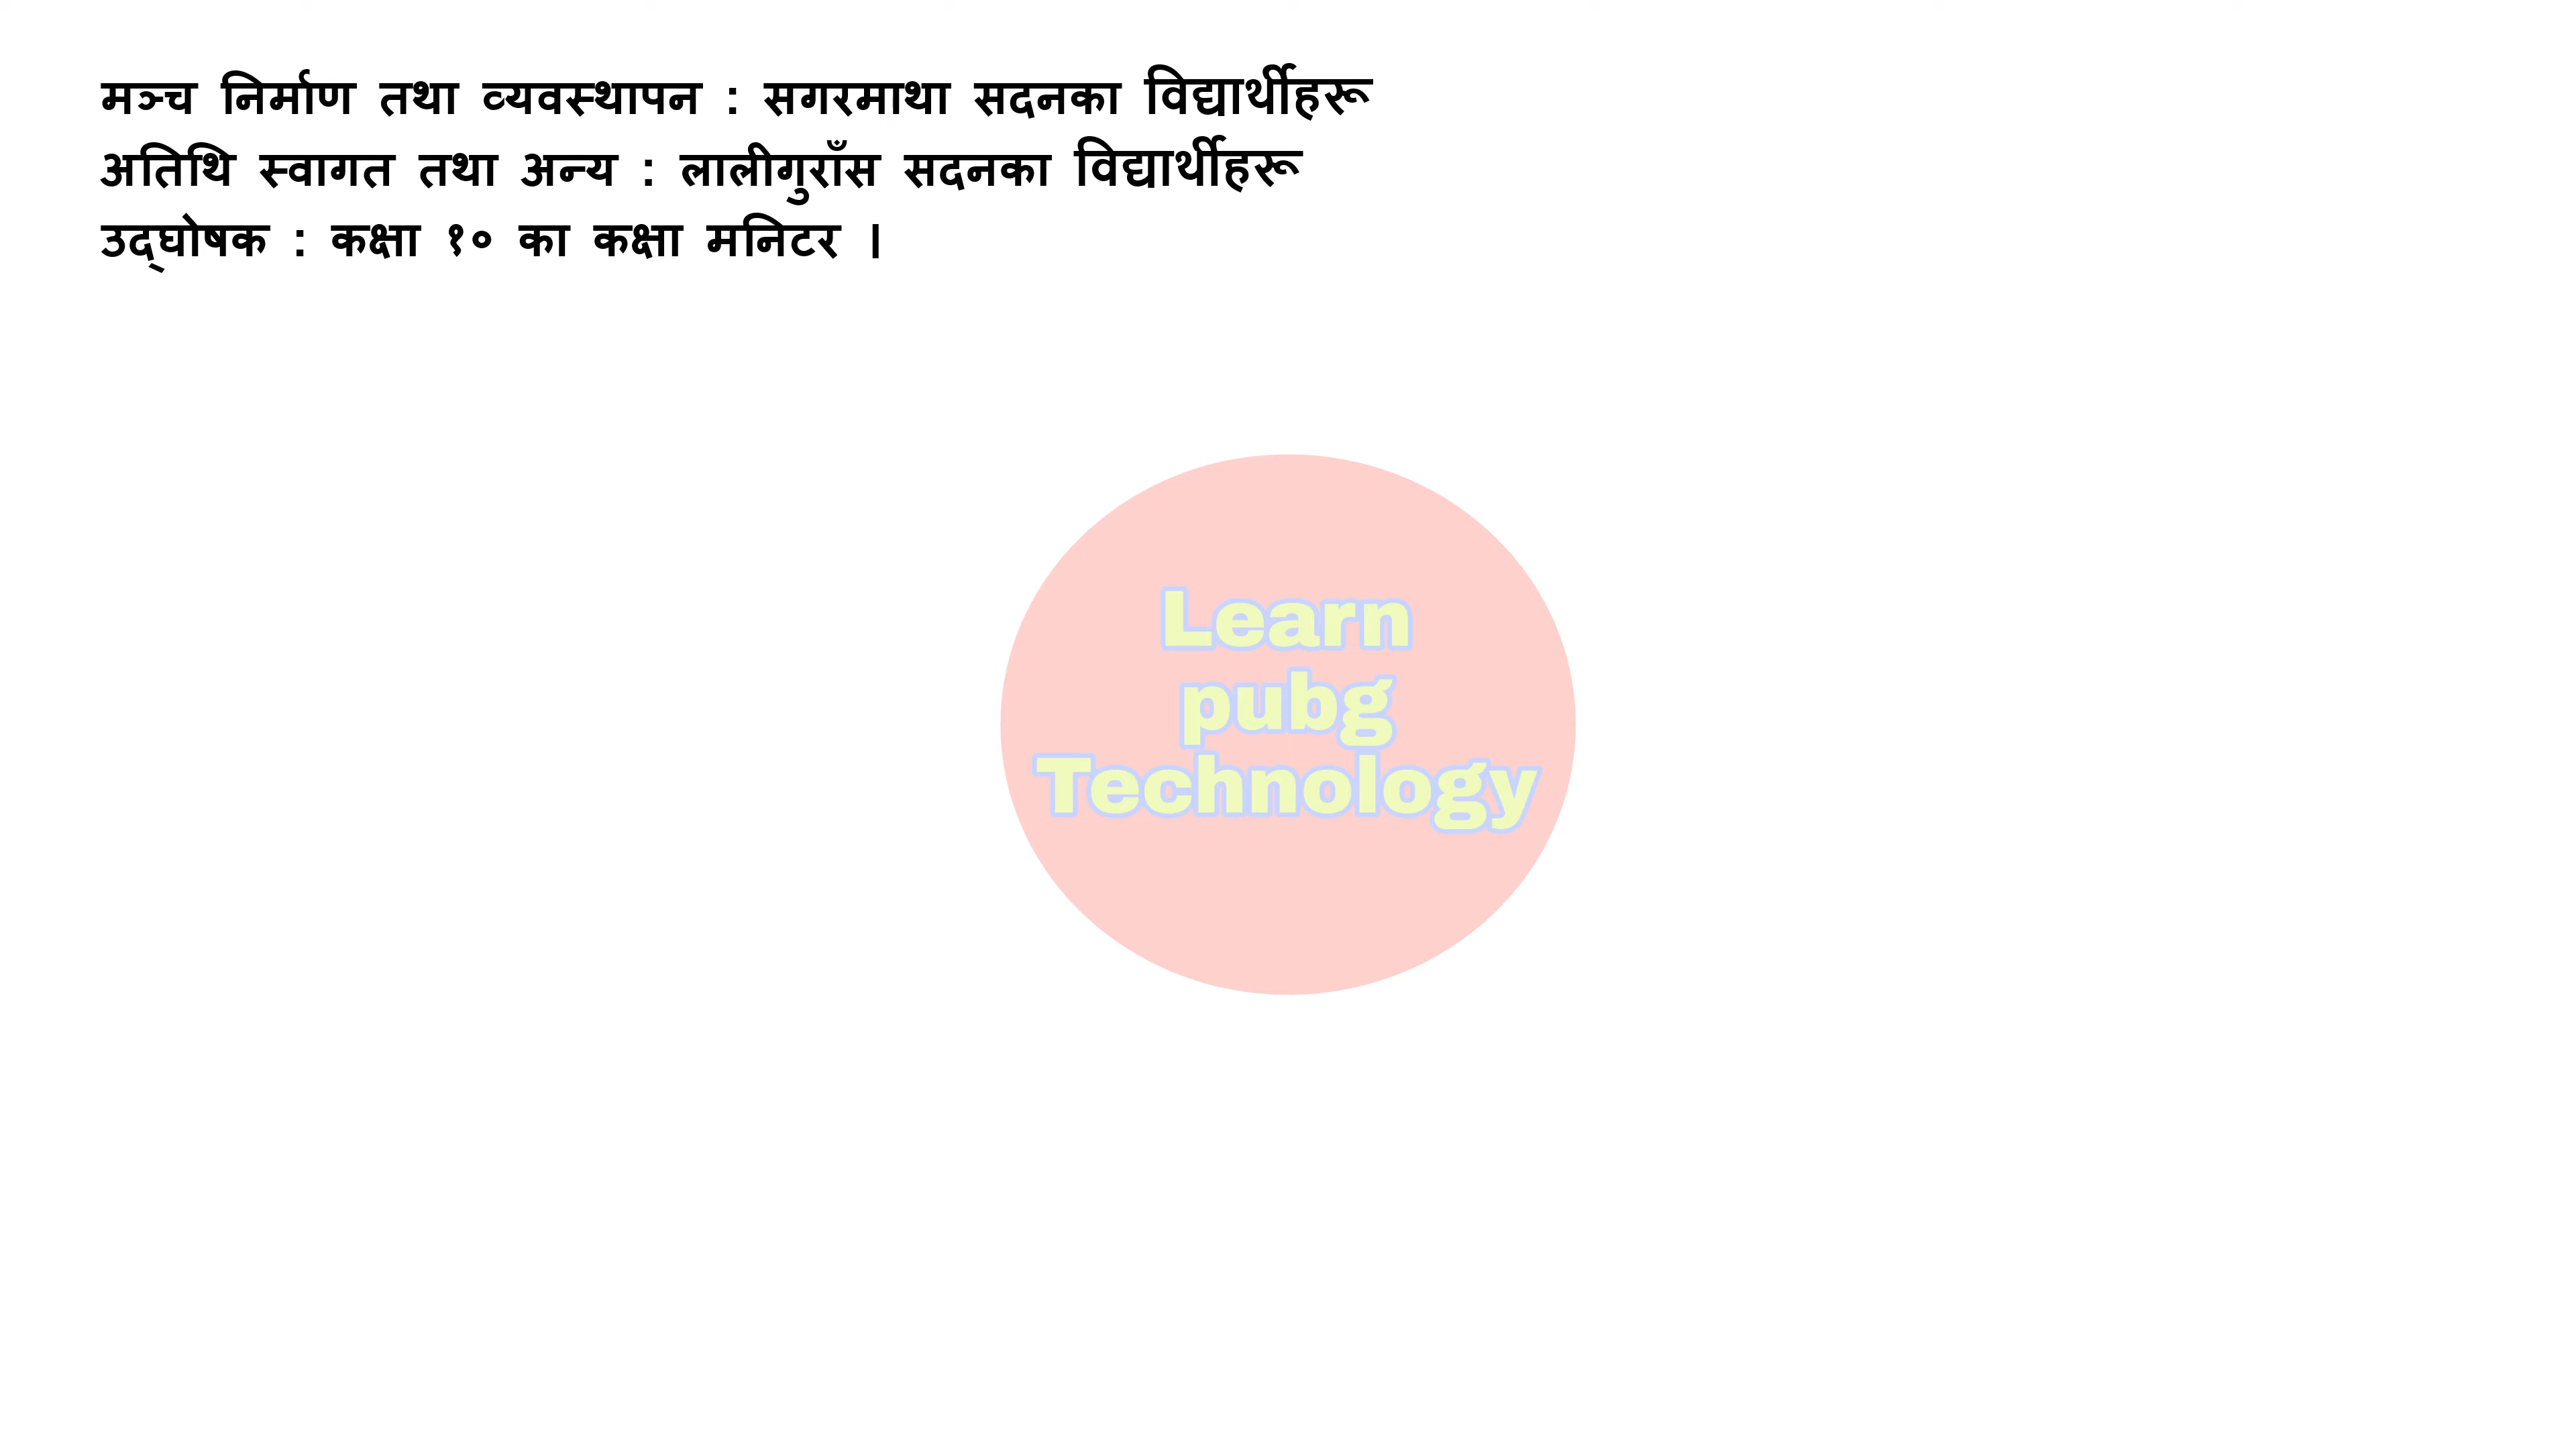 मञ्च निर्माण तथा व्यवस्थापन : सगरमाथा सदनका विद्यार्थीहरू
अतिथि स्वागत तथा अन्य : लालीगुराँस सदनका विद्यार्थीहरू
उद्‌घोषक : कक्षा १० का कक्षा मनिटर ।
Learn
pubg
Technology